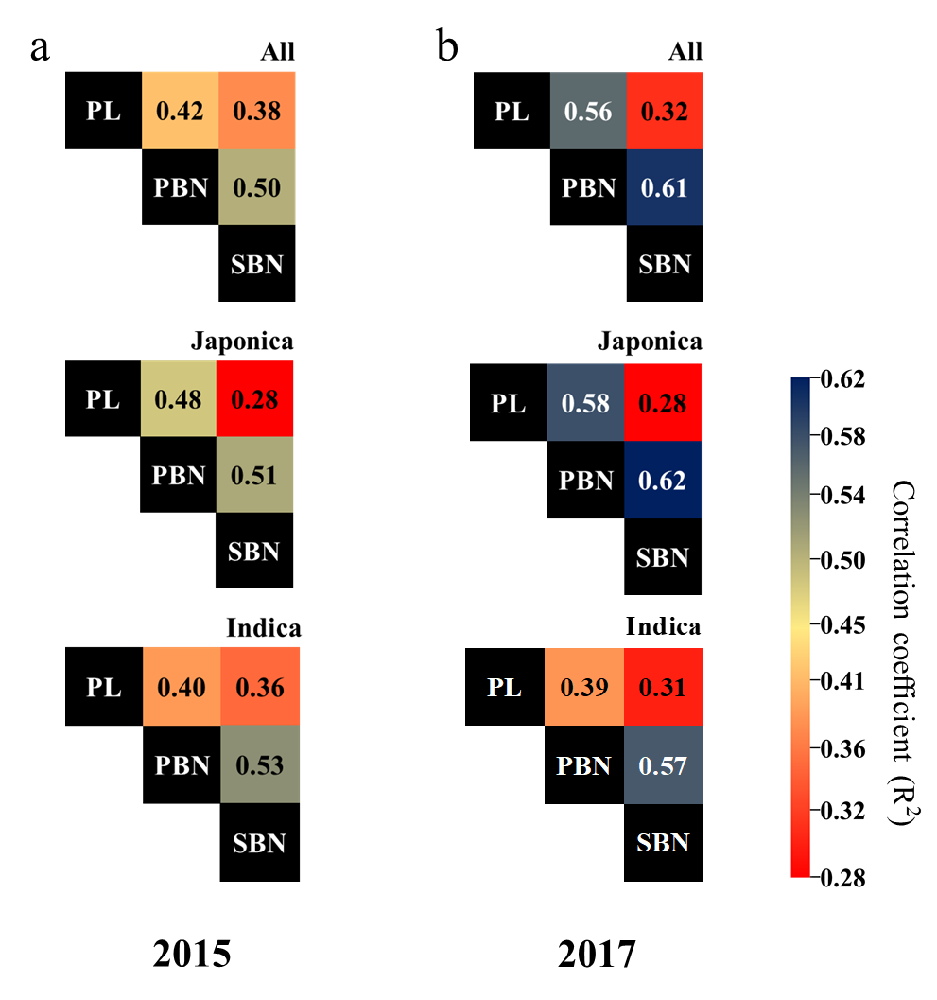 a
All
PL 0.42 0.38
PBN 0.50
SBN
Japonica
PL 0.48 0.28
PBN 0.51
SBN
Indica
PL 0.40 0.36
PBN 0.53
SBN
2015
b
All
PL 0.56 0.32
PBN 0.61
SBN
Japonica
PL 0.58 0.28
PBN 0.62
SBN
Indica
PL 0.39 0.31
PBN 0.57
SBN
2017
0.62
0.58
0.54
0.50
0.45
0.41
0.36
0.32
0.28
Correlation coefficient (R²)